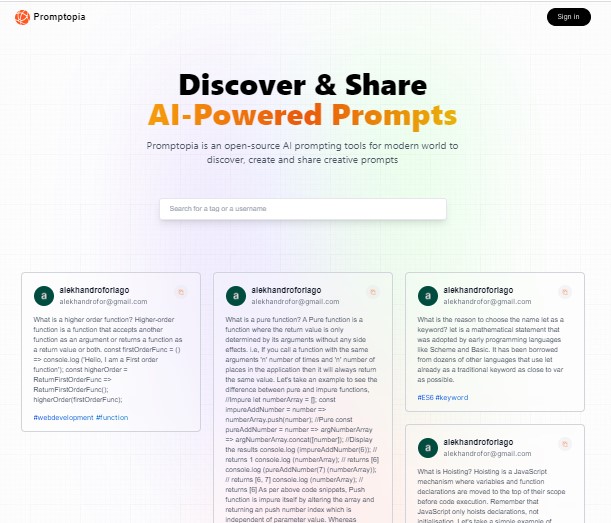 Promptopia
Sign in
Discover & Share
AI-Powered Prompts
Promptopia is an open-source AI prompting tools for modern world to
discover, create and share creative prompts
Search for a tag or a username
a
alekhandroforlago
alekhandrofor@gmail.com
What is a higher order function? Higher-order
function is a function that accepts another
function as an argument or returns a function as
a return value or both. const firstOrderFunc = ()
=> console.log ('Hello, I am a First order
function'); const higherOrder =
ReturnFirstOrderFunc =>
ReturnFirstOrderFunc();
higherOrder(firstOrderFunc);
#webdevelopment #function
a
alekhandroforlago
alekhandrofor@gmail.com
What is a pure function? A Pure function is a
function where the return value is only
determined by its arguments without any side
effects. i.e, If you call a function with the same
arguments 'n' number of times and 'n' number of
places in the application then it will always return
the same value. Let's take an example to see the
difference between pure and impure functions,
//Impure let numberArray = []; const
impureAddNumber = number =>
numberArray.push(number); //Pure const
pureAddNumber = number => argNumberArray
=> argNumberArray.concat([number]); //Display
the results console.log (impureAddNumber(6)); //
returns 1 console.log (numberArray); // returns [6]
console.log (pureAddNumber(7) (numberArray));
// returns [6, 7] console.log (numberArray); //
returns [6] As per above code snippets, Push
function is impure itself by altering the array and
returning an push number index which is
independent of parameter value. Whereas
a
alekhandroforlago
alekhandrofor@gmail.com
What is the reason to choose the name let as a
keyword? let is a mathematical statement that
was adopted by early programming languages
like Scheme and Basic. It has been borrowed
from dozens of other languages that use let
already as a traditional keyword as close to var
as possible.
#ES6 #keyword
a
alekhandroforlago
alekhandrofor@gmail.com
What is Hoisting? Hoisting is a JavaScript
mechanism where variables and function
declarations are moved to the top of their scope
before code execution. Remember that
JavaScript only hoists declarations, not
initialisation. Let's take a simple example of